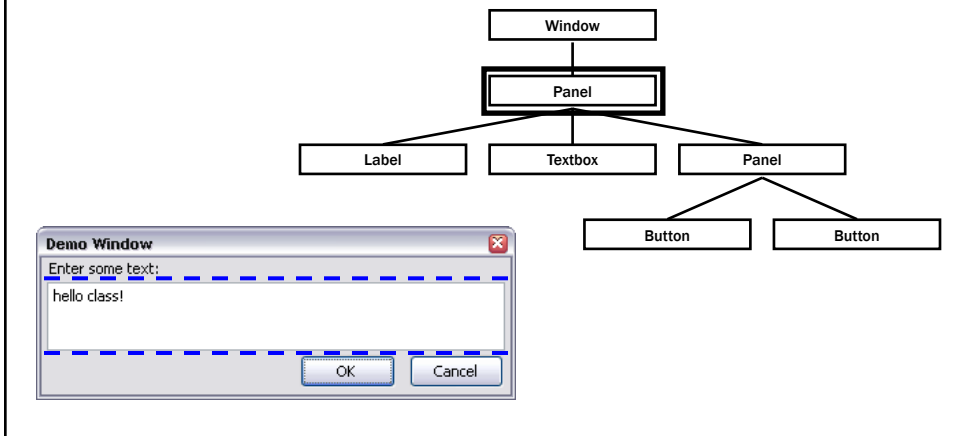 Window
Panel
Label
Textbox
Panel
Button
Button
Demo Window
Enter some text:
hello class!
OK
Cancel